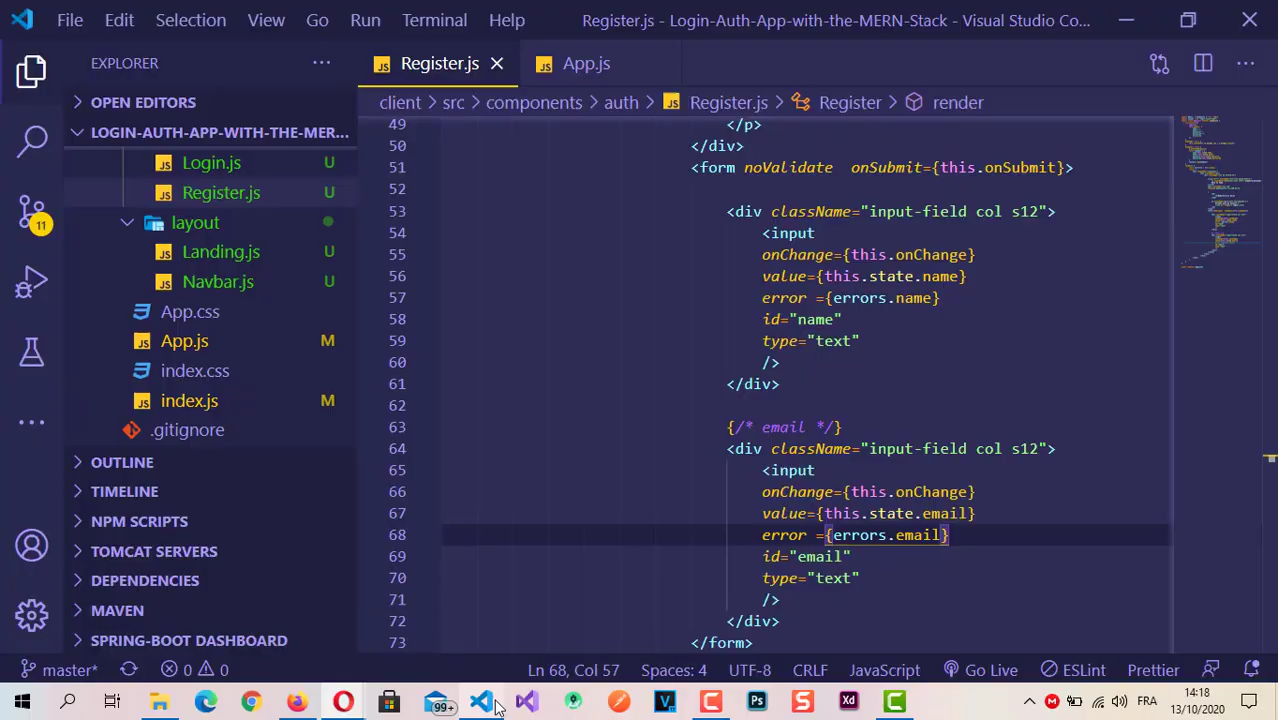 File Edit Selection View Go Run Terminal Help Register.js - Login-Auth-App-with-the-MERN-Stack - Visual Studio Co...
EXPLORER
Register.js
App.js
OPEN EDITORS
client > src > components > auth > Register.js > Register > render
LOGIN-AUTH-APP-WITH-THE-MER...
Login.js U
Register.js U
layout
Landing.js U
Navbar.js U
App.css
App.js M
index.css
index.js M
.gitignore
OUTLINE
TIMELINE
NPM SCRIPTS
TOMCAT SERVERS
DEPENDENCIES
MAVEN
SPRING-BOOT DASHBOARD
11
49 </p>
50 </div>
51 <form noValidate onSubmit={this.onSubmit}>
52
53 <div className="input-field col s12">
54 <input
55 onChange={this.onChange}
56 value={this.state.name}
57 error ={errors.name}
58 id="name"
59 type="text"
60 />
61 </div>
62
63 {/* email */}
64 <div className="input-field col s12">
65 <input
66 onChange={this.onChange}
67 value={this.state.email}
68 error ={errors.email}
69 id="email"
70 type="text"
71 />
72 </div>
73 </form>
master* 0 0 Ln 68, Col 57 Spaces: 4 UTF-8 CRLF JavaScript Go Live ESLint Prettier
99+ V Ps S Xd C M FRA 14:18
13/10/2020